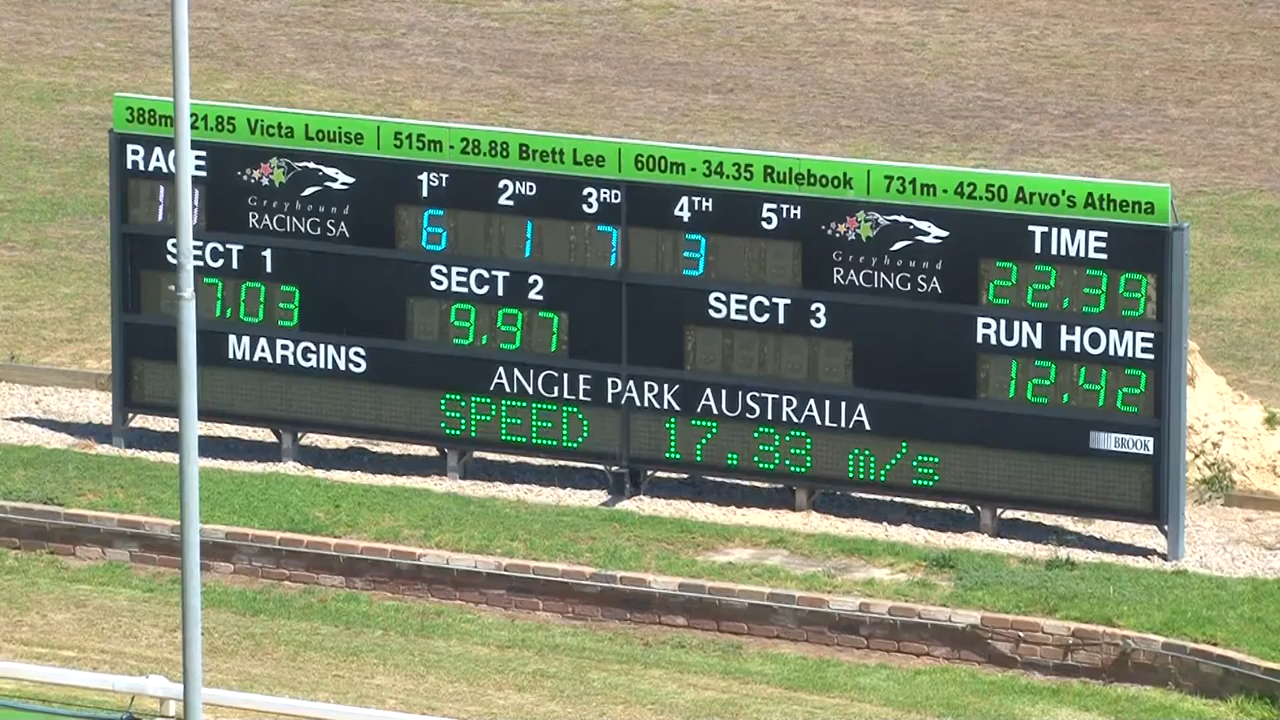 388m 21.85 Victa Louise | 515m - 28.88 Brett Lee | 600m - 34.35 Rulebook | 731m - 42.50 Arvo's Athena
RACE
Greyhound
RACING SA
1ST 2ND 3RD 4TH 5TH
6 1 7 3
Greyhound
RACING SA
TIME
22.39
SECT 1
7.03
SECT 2
9.97
SECT 3
RUN HOME
12.42
MARGINS
ANGLE PARK AUSTRALIA
BROOK
SPEED 17.33 m/s